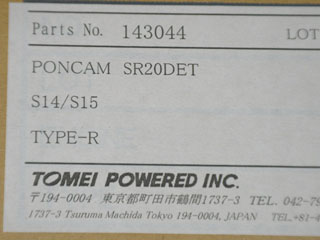 Parts No. 143044 LOT
PONCAM SR20DET
S14/S15
TYPE-R
TOMEI POWERED INC.
〒194-0004 東京都町田市鶴間1737-3 TEL. 042-79
1737-3 Tsuruma Machida Tokyo 194-0004, JAPAN TEL.+81-4